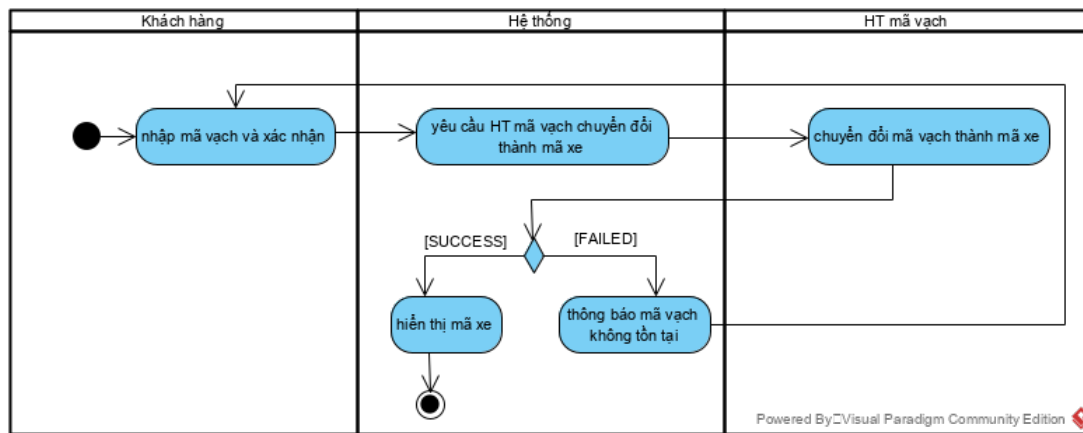 Khách hàng
Hệ thống
HT mã vạch
nhập mã vạch và xác nhận
yêu cầu HT mã vạch chuyển đổi
thành mã xe
chuyển đổi mã vạch thành mã xe
[SUCCESS]
[FAILED]
hiển thị mã xe
thông báo mã vạch
không tồn tại
Powered By Visual Paradigm Community Edition